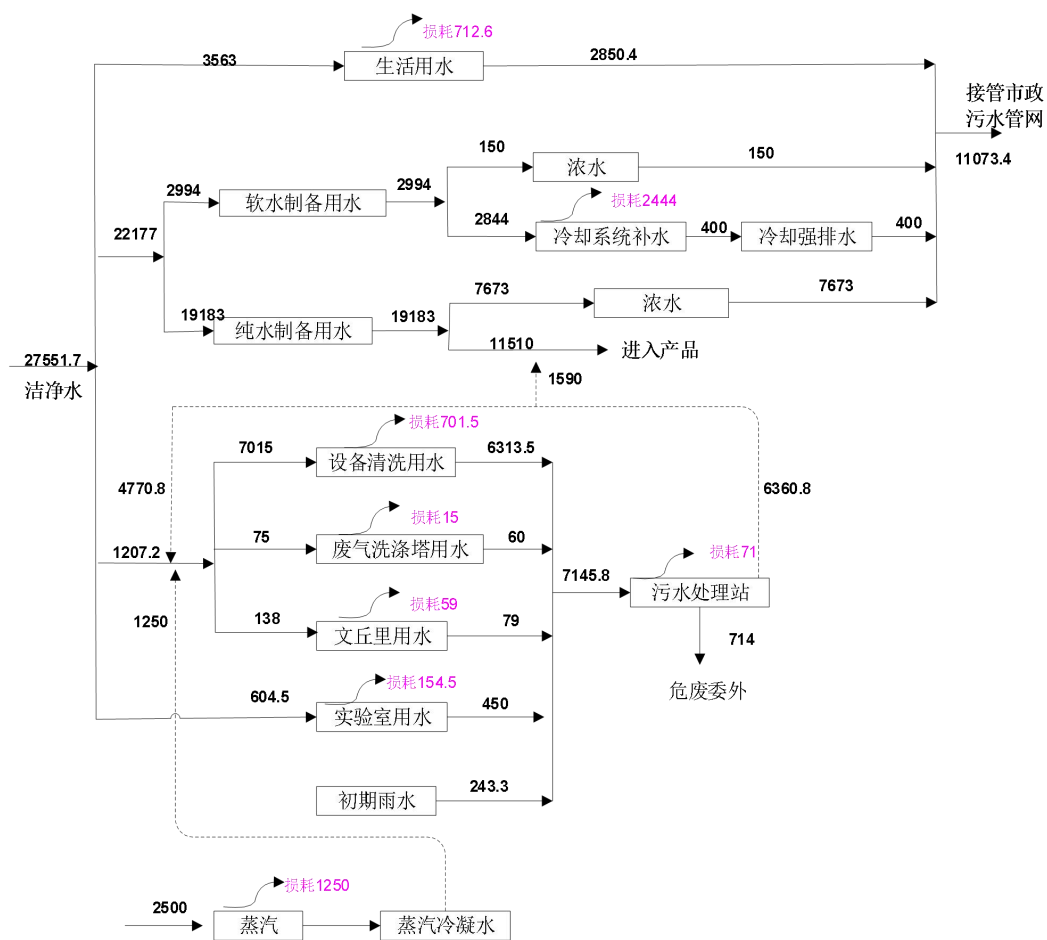 损耗712.6
3563
生活用水
2850.4
接管市政
污水管网
11073.4
150
浓水
150
2994
软水制备用水
2994
损耗2444
2844
冷却系统补水
400
冷却强排水
400
22177
7673
浓水
7673
19183
纯水制备用水
19183
11510
进入产品
27551.7
洁净水
1590
损耗701.5
7015
设备清洗用水
6313.5
4770.8
6360.8
损耗15
75
废气洗涤塔用水
60
1207.2
7145.8
损耗71
污水处理站
损耗59
1250
138
文丘里用水
79
714
危废委外
损耗154.5
604.5
实验室用水
450
初期雨水
243.3
损耗1250
2500
蒸汽
蒸汽冷凝水